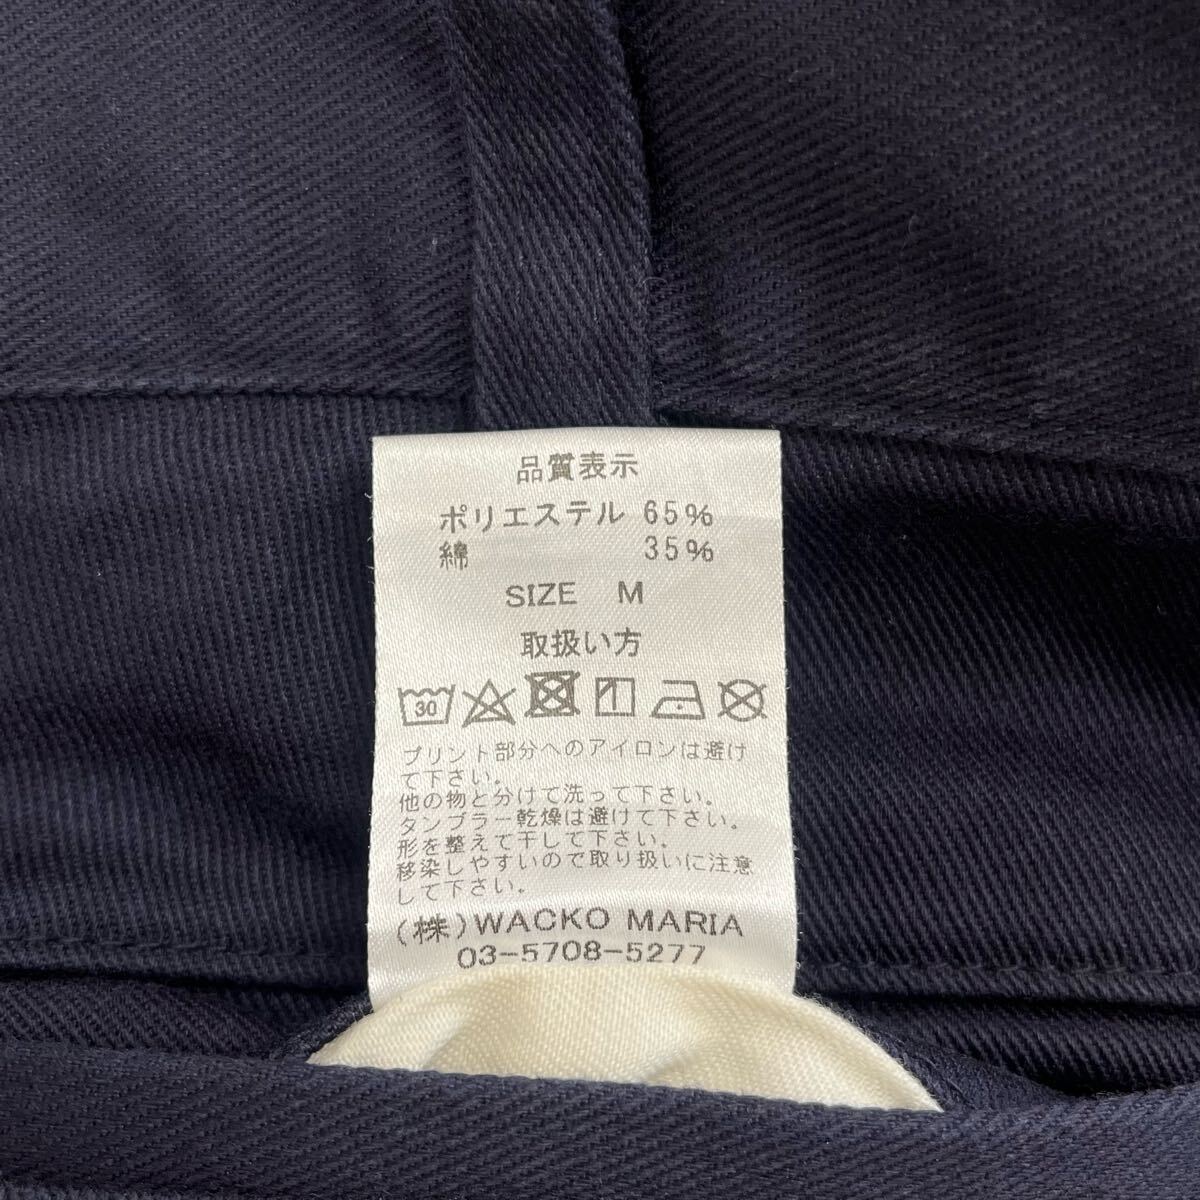 品質表示
ポリエステル 65%
綿 35%
SIZE M
取扱い方
30
プリント部分へのアイロンは避け
て下さい。
他の物と分けて洗って下さい。
タンブラー乾燥は避けて下さい。
形を整えて干して下さい。
移染しやすいので取り扱いに注意
して下さい。
(株)WACKO MARIA
03-5708-5277